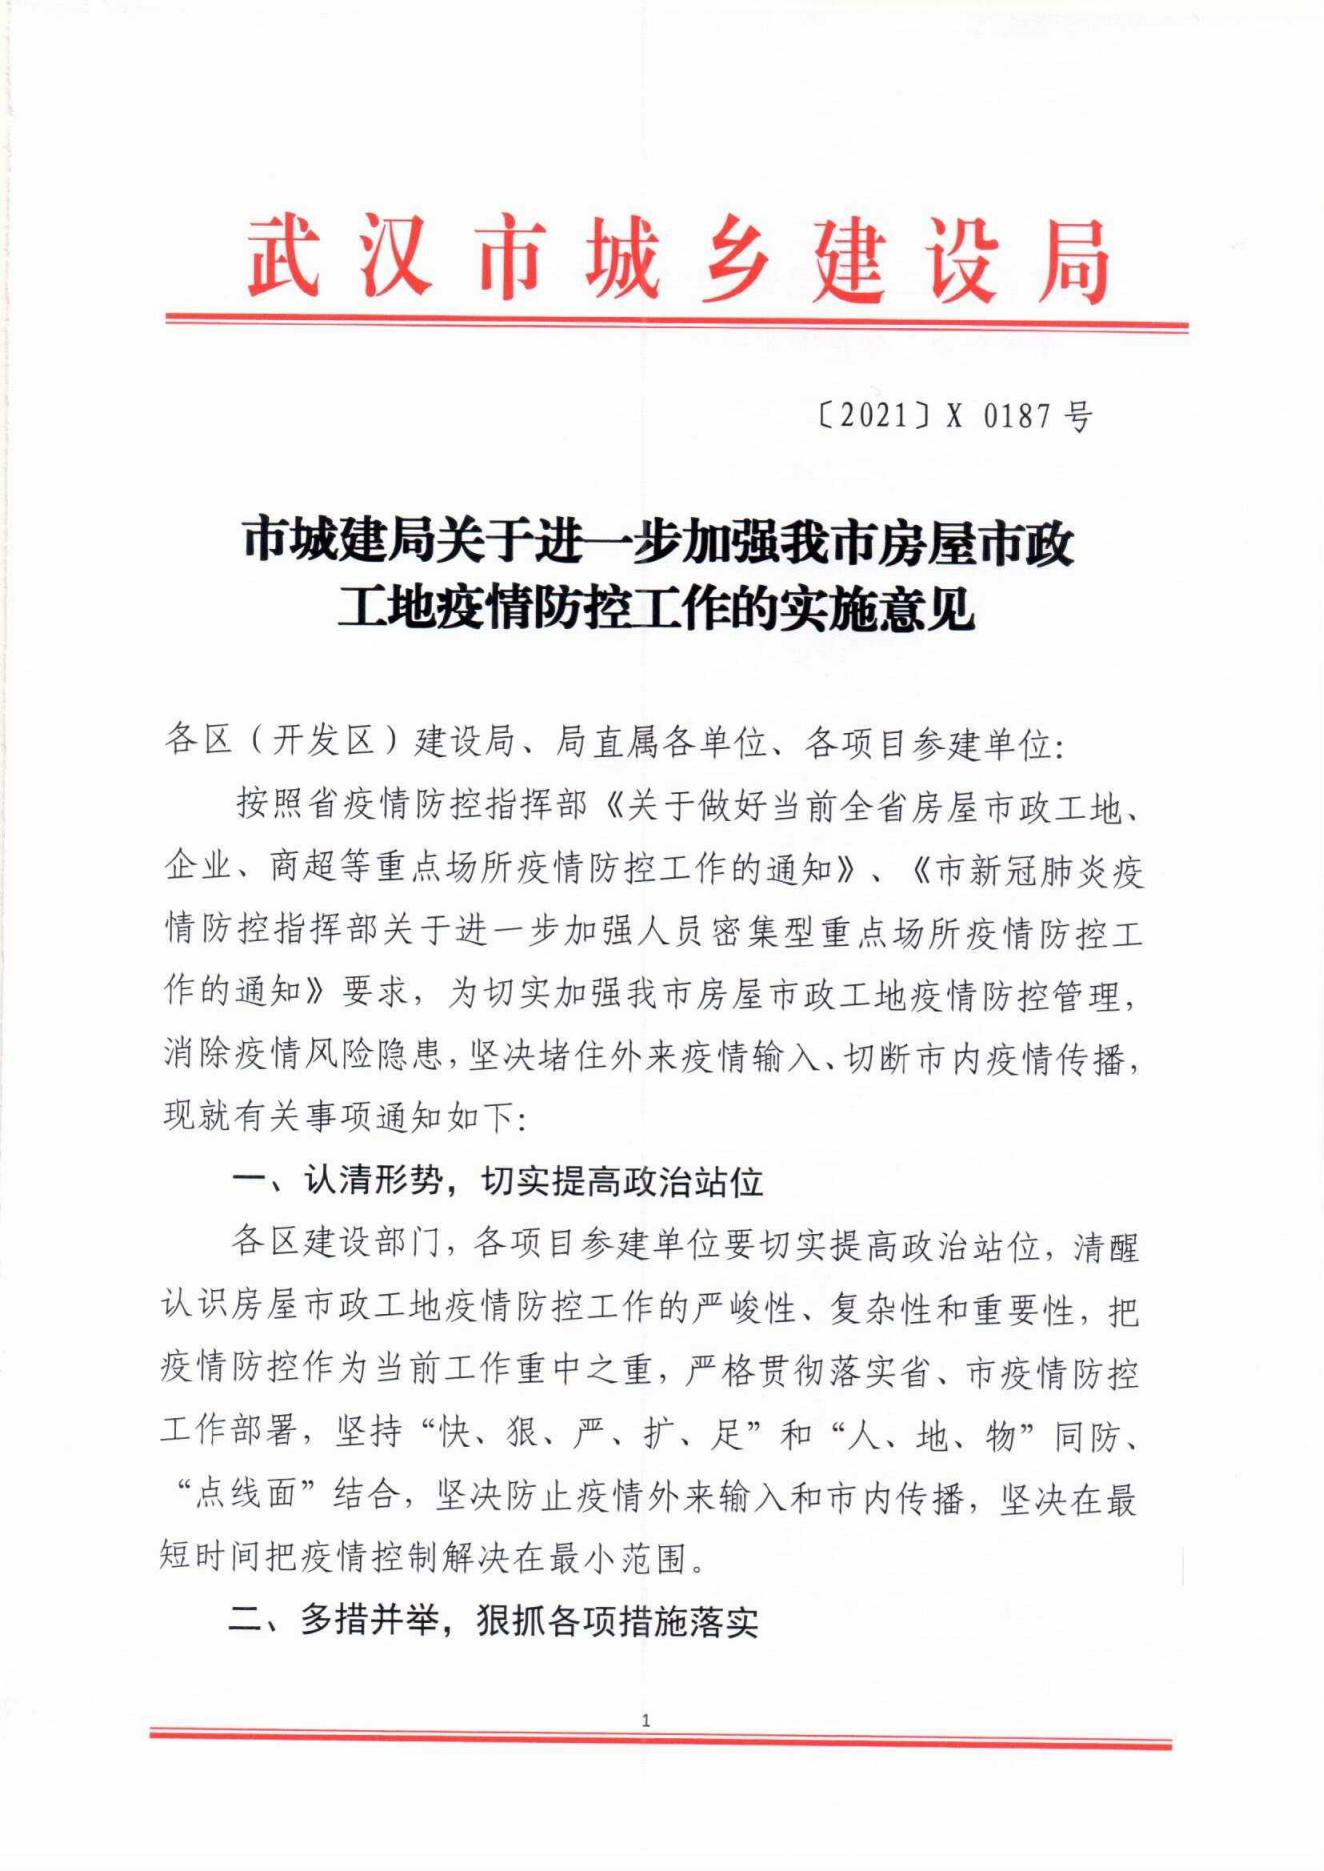 武汉市城乡建设局
〔2021〕X 0187 号
市城建局关于进一步加强我市房屋市政
工地疫情防控工作的实施意见
各区（开发区）建设局、局直属各单位、各项目参建单位：
按照省疫情防控指挥部《关于做好当前全省房屋市政工地、
企业、商超等重点场所疫情防控工作的通知》、《市新冠肺炎疫
情防控指挥部关于进一步加强人员密集型重点场所疫情防控工
作的通知》要求，为切实加强我市房屋市政工地疫情防控管理，
消除疫情风险隐患，坚决堵住外来疫情输入、切断市内疫情传播，
现就有关事项通知如下：
一、认清形势，切实提高政治站位
各区建设部门，各项目参建单位要切实提高政治站位，清醒
认识房屋市政工地疫情防控工作的严峻性、复杂性和重要性，把
疫情防控作为当前工作重中之重，严格贯彻落实省、市疫情防控
工作部署，坚持“快、狠、严、扩、足”和“人、地、物”同防、
“点线面”结合，坚决防止疫情外来输入和市内传播，坚决在最
短时间把疫情控制解决在最小范围。
二、多措并举，狠抓各项措施落实
1